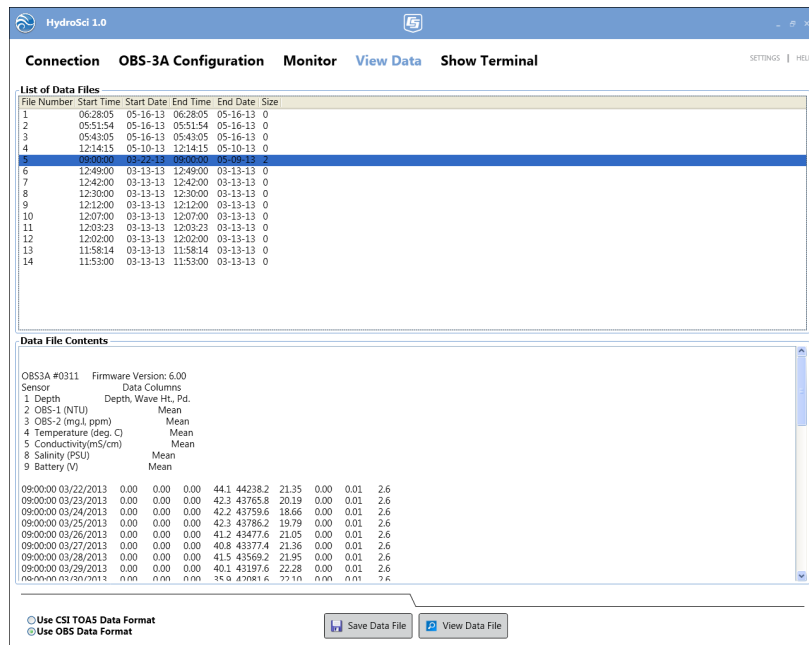 HydroSci 1.0
Connection OBS-3A Configuration Monitor View Data Show Terminal SETTINGS | HEL
List of Data Files
File Number Start Time Start Date End Time End Date Size
1 06:28:05 05-16-13 06:28:05 05-16-13 0
2 05:51:54 05-16-13 05:51:54 05-16-13 0
3 05:43:05 05-16-13 05:43:05 05-16-13 0
4 12:14:15 05-10-13 12:14:15 05-10-13 0
5 09:00:00 03-22-13 09:00:00 05-09-13 2
6 12:49:00 03-13-13 12:49:00 03-13-13 0
7 12:42:00 03-13-13 12:42:00 03-13-13 0
8 12:30:00 03-13-13 12:30:00 03-13-13 0
9 12:12:00 03-13-13 12:12:00 03-13-13 0
10 12:07:00 03-13-13 12:07:00 03-13-13 0
11 12:03:23 03-13-13 12:03:23 03-13-13 0
12 12:02:00 03-13-13 12:02:00 03-13-13 0
13 11:58:14 03-13-13 11:58:14 03-13-13 0
14 11:53:00 03-13-13 11:53:00 03-13-13 0
Data File Contents
OBS3A #0311 Firmware Version: 6.00
Sensor Data Columns
1 Depth Depth, Wave Ht., Pd.
2 OBS-1 (NTU) Mean
3 OBS-2 (mg.l, ppm) Mean
4 Temperature (deg. C) Mean
5 Conductivity(mS/cm) Mean
8 Salinity (PSU) Mean
9 Battery (V) Mean
09:00:00 03/22/2013 0.00 0.00 0.00 44.1 44238.2 21.35 0.00 0.01 2.6
09:00:00 03/23/2013 0.00 0.00 0.00 42.3 43765.8 20.19 0.00 0.01 2.6
09:00:00 03/24/2013 0.00 0.00 0.00 42.2 43759.6 18.66 0.00 0.01 2.6
09:00:00 03/25/2013 0.00 0.00 0.00 42.3 43786.2 19.79 0.00 0.01 2.6
09:00:00 03/26/2013 0.00 0.00 0.00 41.2 43477.6 21.05 0.00 0.01 2.6
09:00:00 03/27/2013 0.00 0.00 0.00 40.8 43377.4 21.36 0.00 0.01 2.6
09:00:00 03/28/2013 0.00 0.00 0.00 41.5 43569.2 21.95 0.00 0.01 2.6
09:00:00 03/29/2013 0.00 0.00 0.00 40.1 43197.6 22.28 0.00 0.01 2.6
09:00:00 03/30/2013 0.00 0.00 0.00 35.9 42081.6 22.10 0.00 0.01 2.6
Use CSI TOA5 Data Format
Use OBS Data Format
Save Data File View Data File